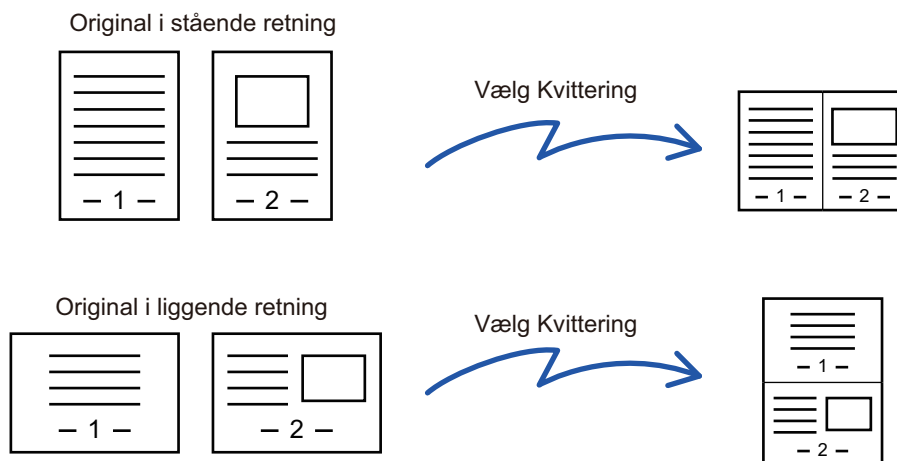 Original i stående retning
Vælg Kvittering
– 1 –
– 2 –
– 1 –
– 2 –
Original i liggende retning
Vælg Kvittering
– 1 –
– 2 –
– 1 –
– 2 –